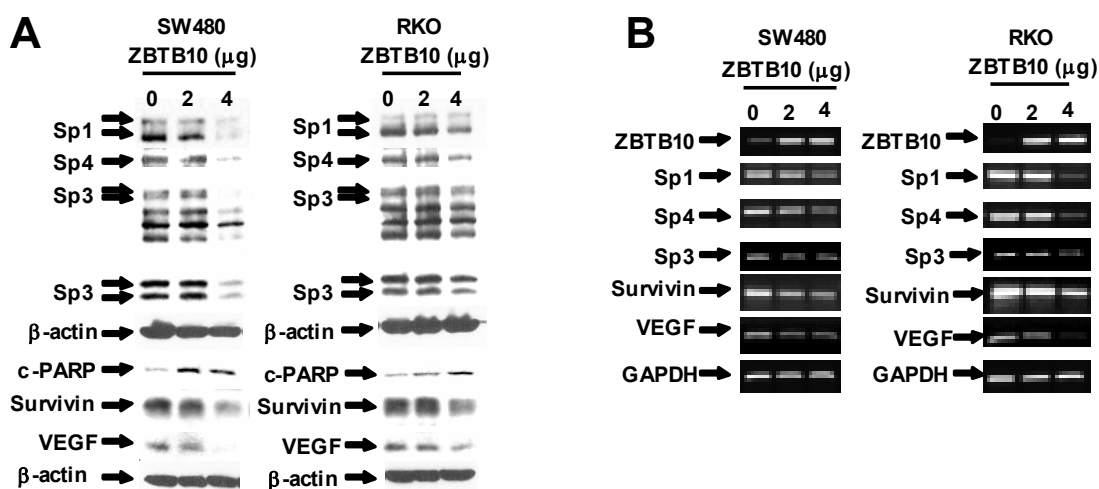 A
SW480
ZBTB10 (μg)
0 2 4
Sp1
Sp4
Sp3
Sp3
β-actin
c-PARP
Survivin
VEGF
β-actin
RKO
ZBTB10 (μg)
0 2 4
Sp1
Sp4
Sp3
Sp3
β-actin
c-PARP
Survivin
VEGF
β-actin
B
SW480
ZBTB10 (μg)
0 2 4
ZBTB10
Sp1
Sp4
Sp3
Survivin
VEGF
GAPDH
RKO
ZBTB10 (μg)
0 2 4
ZBTB10
Sp1
Sp4
Sp3
Survivin
VEGF
GAPDH